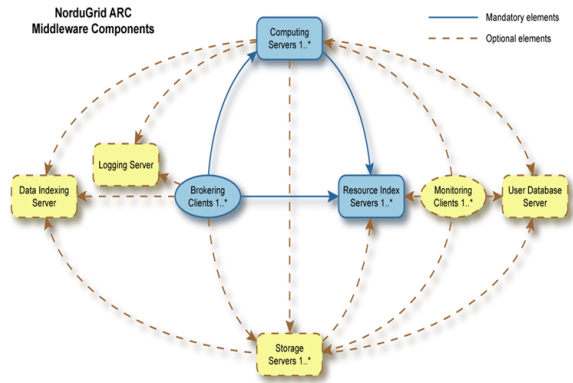 NorduGrid ARC
Middleware Components
Mandatory elements
Optional elements
Computing
Servers 1..*
Logging Server
Data Indexing
Server
Brokering
Clients 1..*
Resource Index
Servers 1..*
Monitoring
Clients 1..*
User Database
Server
Storage
Servers 1..*